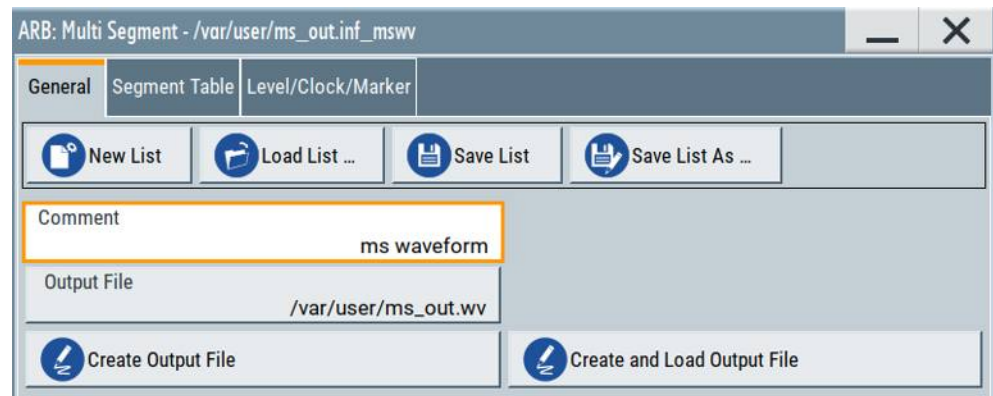 ARB: Multi Segment - /var/user/ms_out.inf_mswv
General Segment Table Level/Clock/Marker
New List Load List ... Save List Save List As ...
Comment
ms waveform
Output File
/var/user/ms_out.wv
Create Output File Create and Load Output File